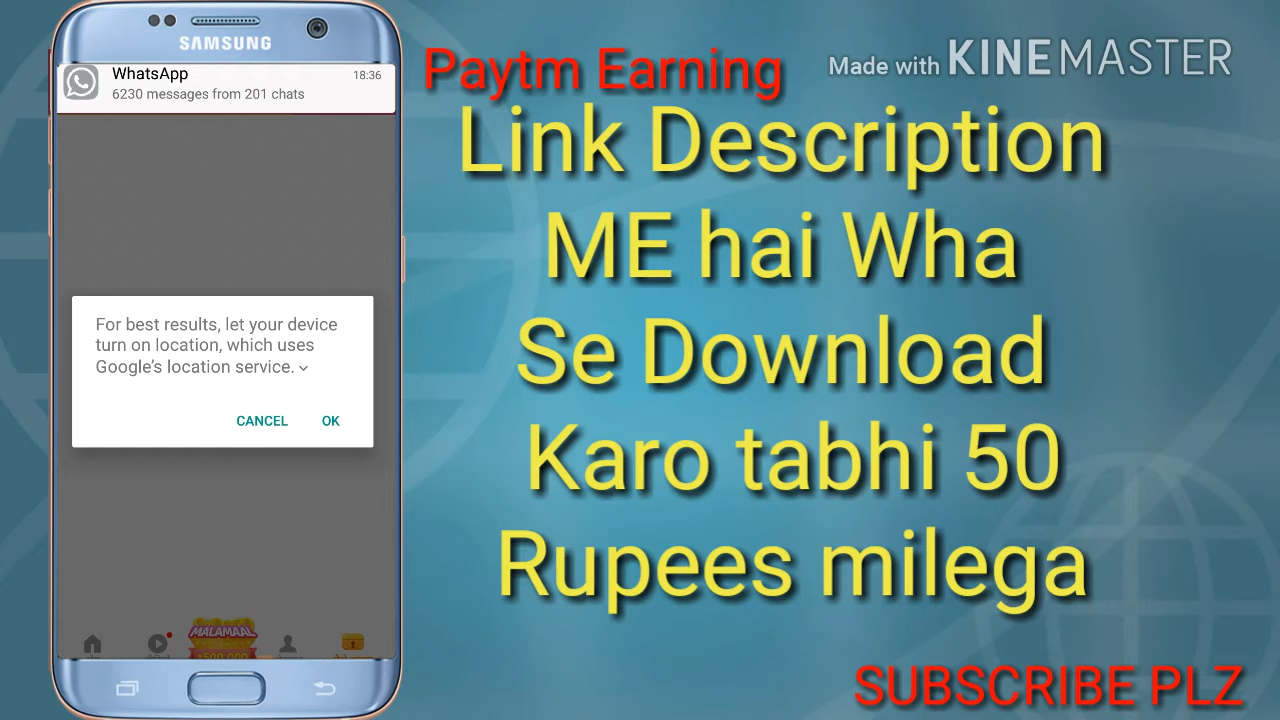 SAMSUNG
WhatsApp 18:36
6230 messages from 201 chats
For best results, let your device
turn on location, which uses
Google's location service.
CANCEL OK
MALAMAAL
Paytm Earning
Made with KINEMASTER
Link Description
ME hai Wha
Se Download
Karo tabhi 50
Rupees milega
SUBSCRIBE PLZ